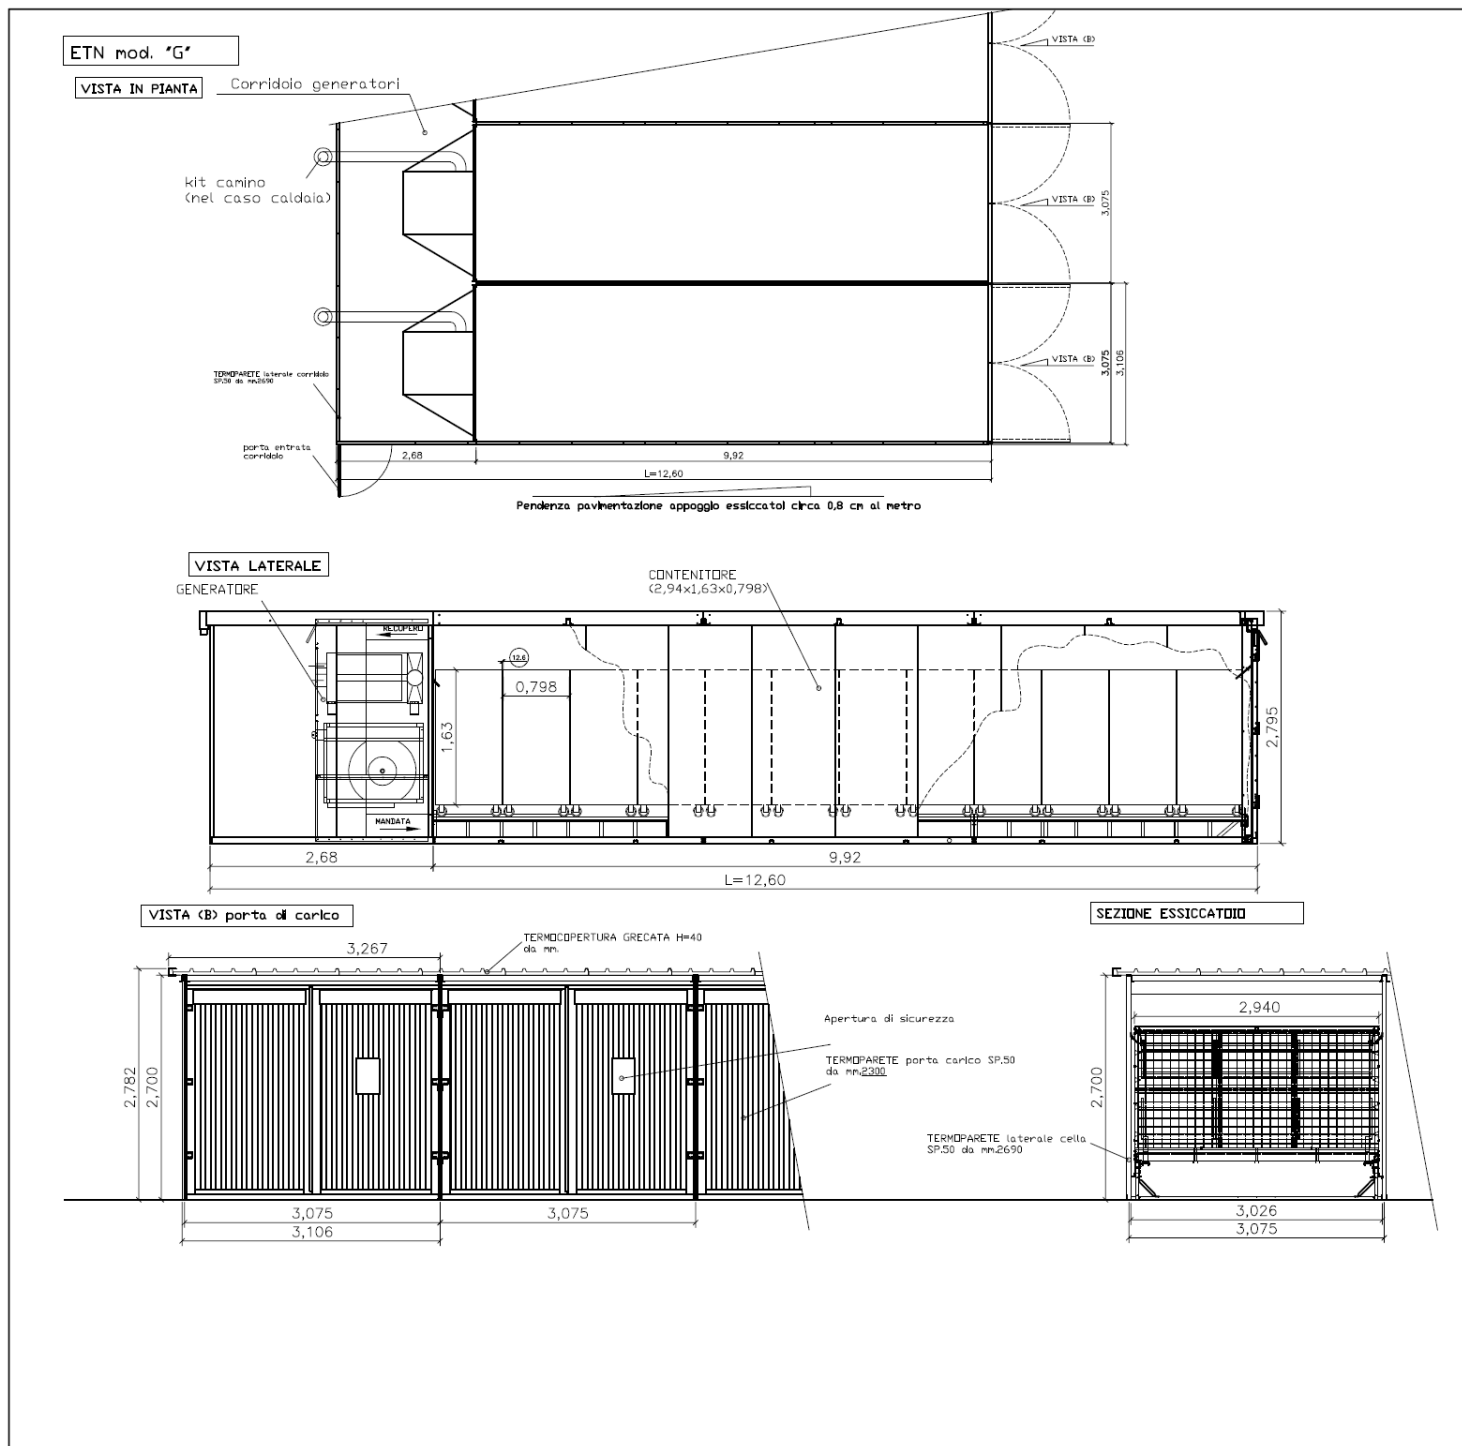 ETN mod. "G"
VISTA IN PIANTA
Corridoio generatori
VISTA (B)
kit camino
(nel caso caldaia)
VISTA (B)
3,075
VISTA (B)
3,075
3,106
TERMOPARETE laterale corridoio
SP.50 da mm.2690
porta entrata
corridoio
2,68
9,92
L=12,60
Pendenza pavimentazione appoggio essiccatoi circa 0,8 cm al metro
VISTA LATERALE
GENERATORE
CONTENITORE
(2,94x1,63x0,798)
RECUPERO
12.6
0,798
1,63
2,795
MANDATA
2,68
9,92
L=12,60
VISTA (B) porta di carico
SEZIONE ESSICCATOIO
TERMOCOPERTURA GRECATA H=40
da mm.
3,267
2,782
2,700
Apertura di sicurezza
TERMOPARETE porta carico SP.50
da mm.2300
3,075
3,075
3,106
2,940
2,700
TERMOPARETE laterale cella
SP.50 da mm.2690
3,026
3,075